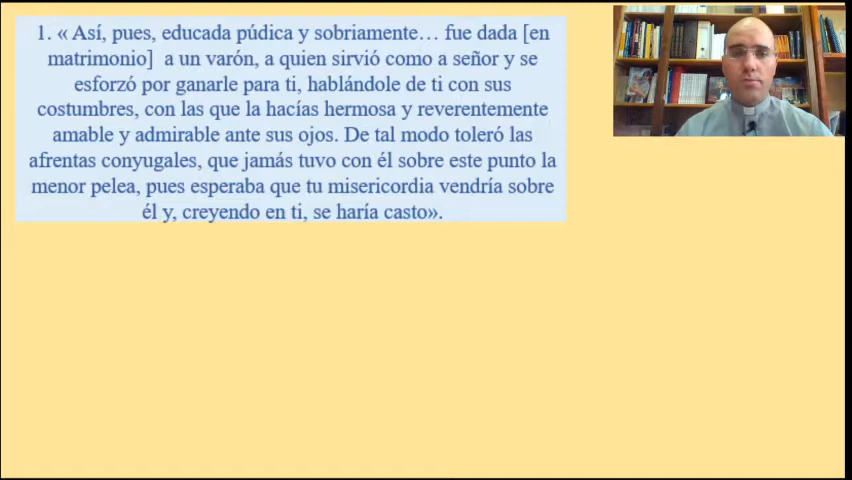 1. « Así, pues, educada púdica y sobriamente… fue dada [en
matrimonio] a un varón, a quien sirvió como a señor y se
esforzó por ganarle para ti, hablándole de ti con sus
costumbres, con las que la hacías hermosa y reverentemente
amable y admirable ante sus ojos. De tal modo toleró las
afrentas conyugales, que jamás tuvo con él sobre este punto la
menor pelea, pues esperaba que tu misericordia vendría sobre
él y, creyendo en ti, se haría casto».